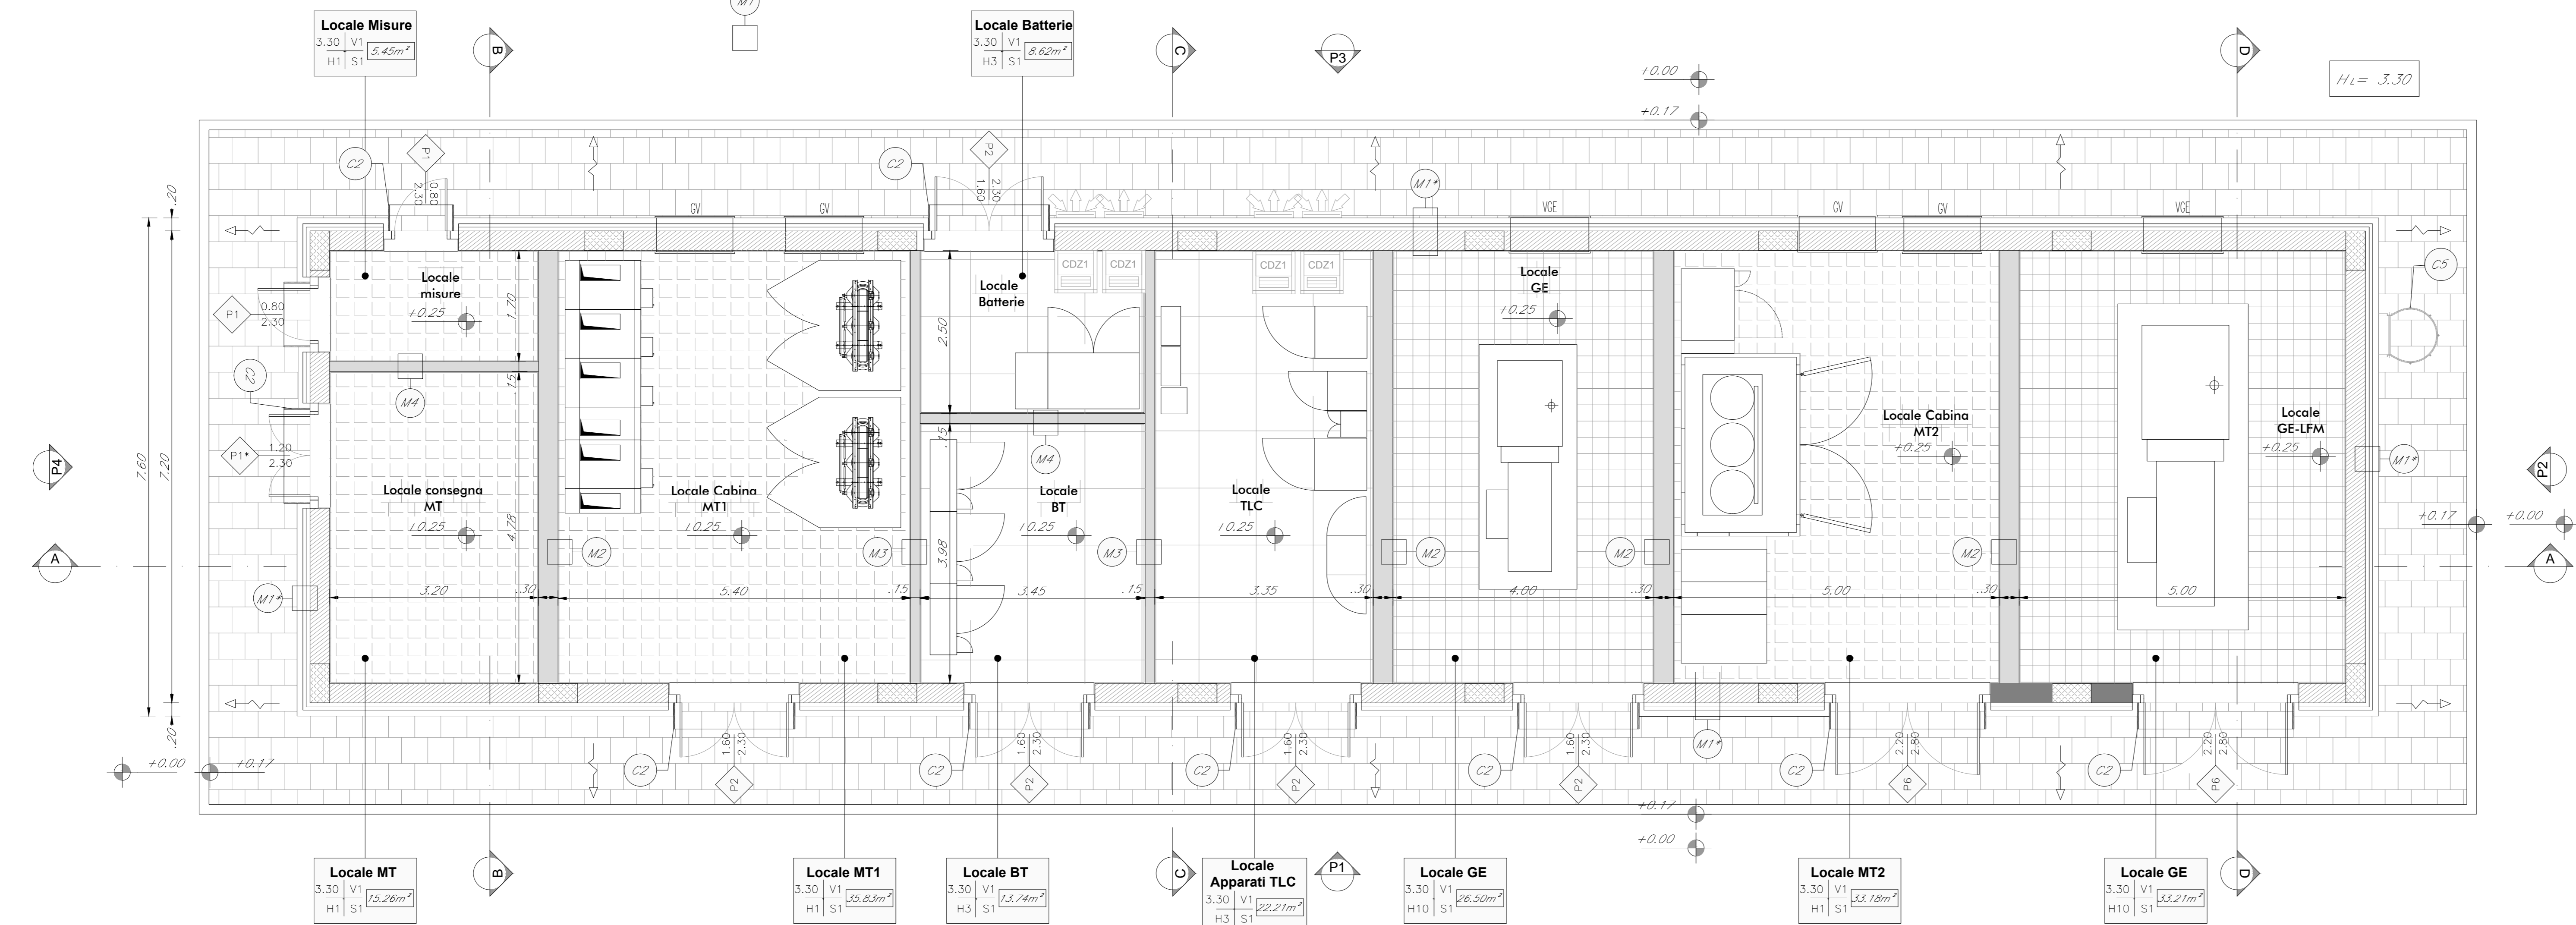 M1
Locale Misure
3.30 V1
5.45m²
H1 S1
B
Locale Batterie
3.30 V1
8.62m²
H3 S1
C
P3
+0.00
+0.17
D
HL= 3.30
C2
P1
0.80
2.30
C2
P2
2.30
1.60
M1*
GV
GV
VGE
GV
GV
VGE
.20
7.60
7.20
.20
P1
0.80
2.30
C2
P1*
1.20
2.30
M1*
Locale
misure
+0.25
1.70
.15
M4
Locale consegna
MT
+0.25
4.78
3.20
.30
M2
Locale Cabina
MT1
+0.25
5.40
.15
M3
Locale
Batterie
2.50
CDZ1
CDZ1
.15
M4
Locale
BT
+0.25
3.98
3.45
.15
M3
CDZ1
CDZ1
Locale
TLC
+0.25
3.35
.30
M2
Locale
GE
+0.25
4.00
.30
M2
Locale Cabina
MT2
+0.25
5.00
.30
M2
Locale
GE-LFM
+0.25
5.00
M1*
C5
P4
A
P2
+0.17
+0.00
A
+0.00
+0.17
C2
1.60
2.30
P2
C2
1.60
2.30
P2
C2
1.60
2.30
P2
C2
1.60
2.30
P2
M1*
C2
2.20
2.80
P6
C2
2.20
2.80
P6
+0.17
+0.00
Locale MT
3.30 V1
15.26m²
H1 S1
B
Locale MT1
3.30 V1
35.83m²
H1 S1
Locale BT
3.30 V1
13.74m²
H3 S1
C
Locale
Apparati TLC
3.30 V1
22.21m²
H3 S1
P1
Locale GE
3.30 V1
26.50m²
H10 S1
Locale MT2
3.30 V1
33.18m²
H1 S1
Locale GE
3.30 V1
33.21m²
H10 S1
D